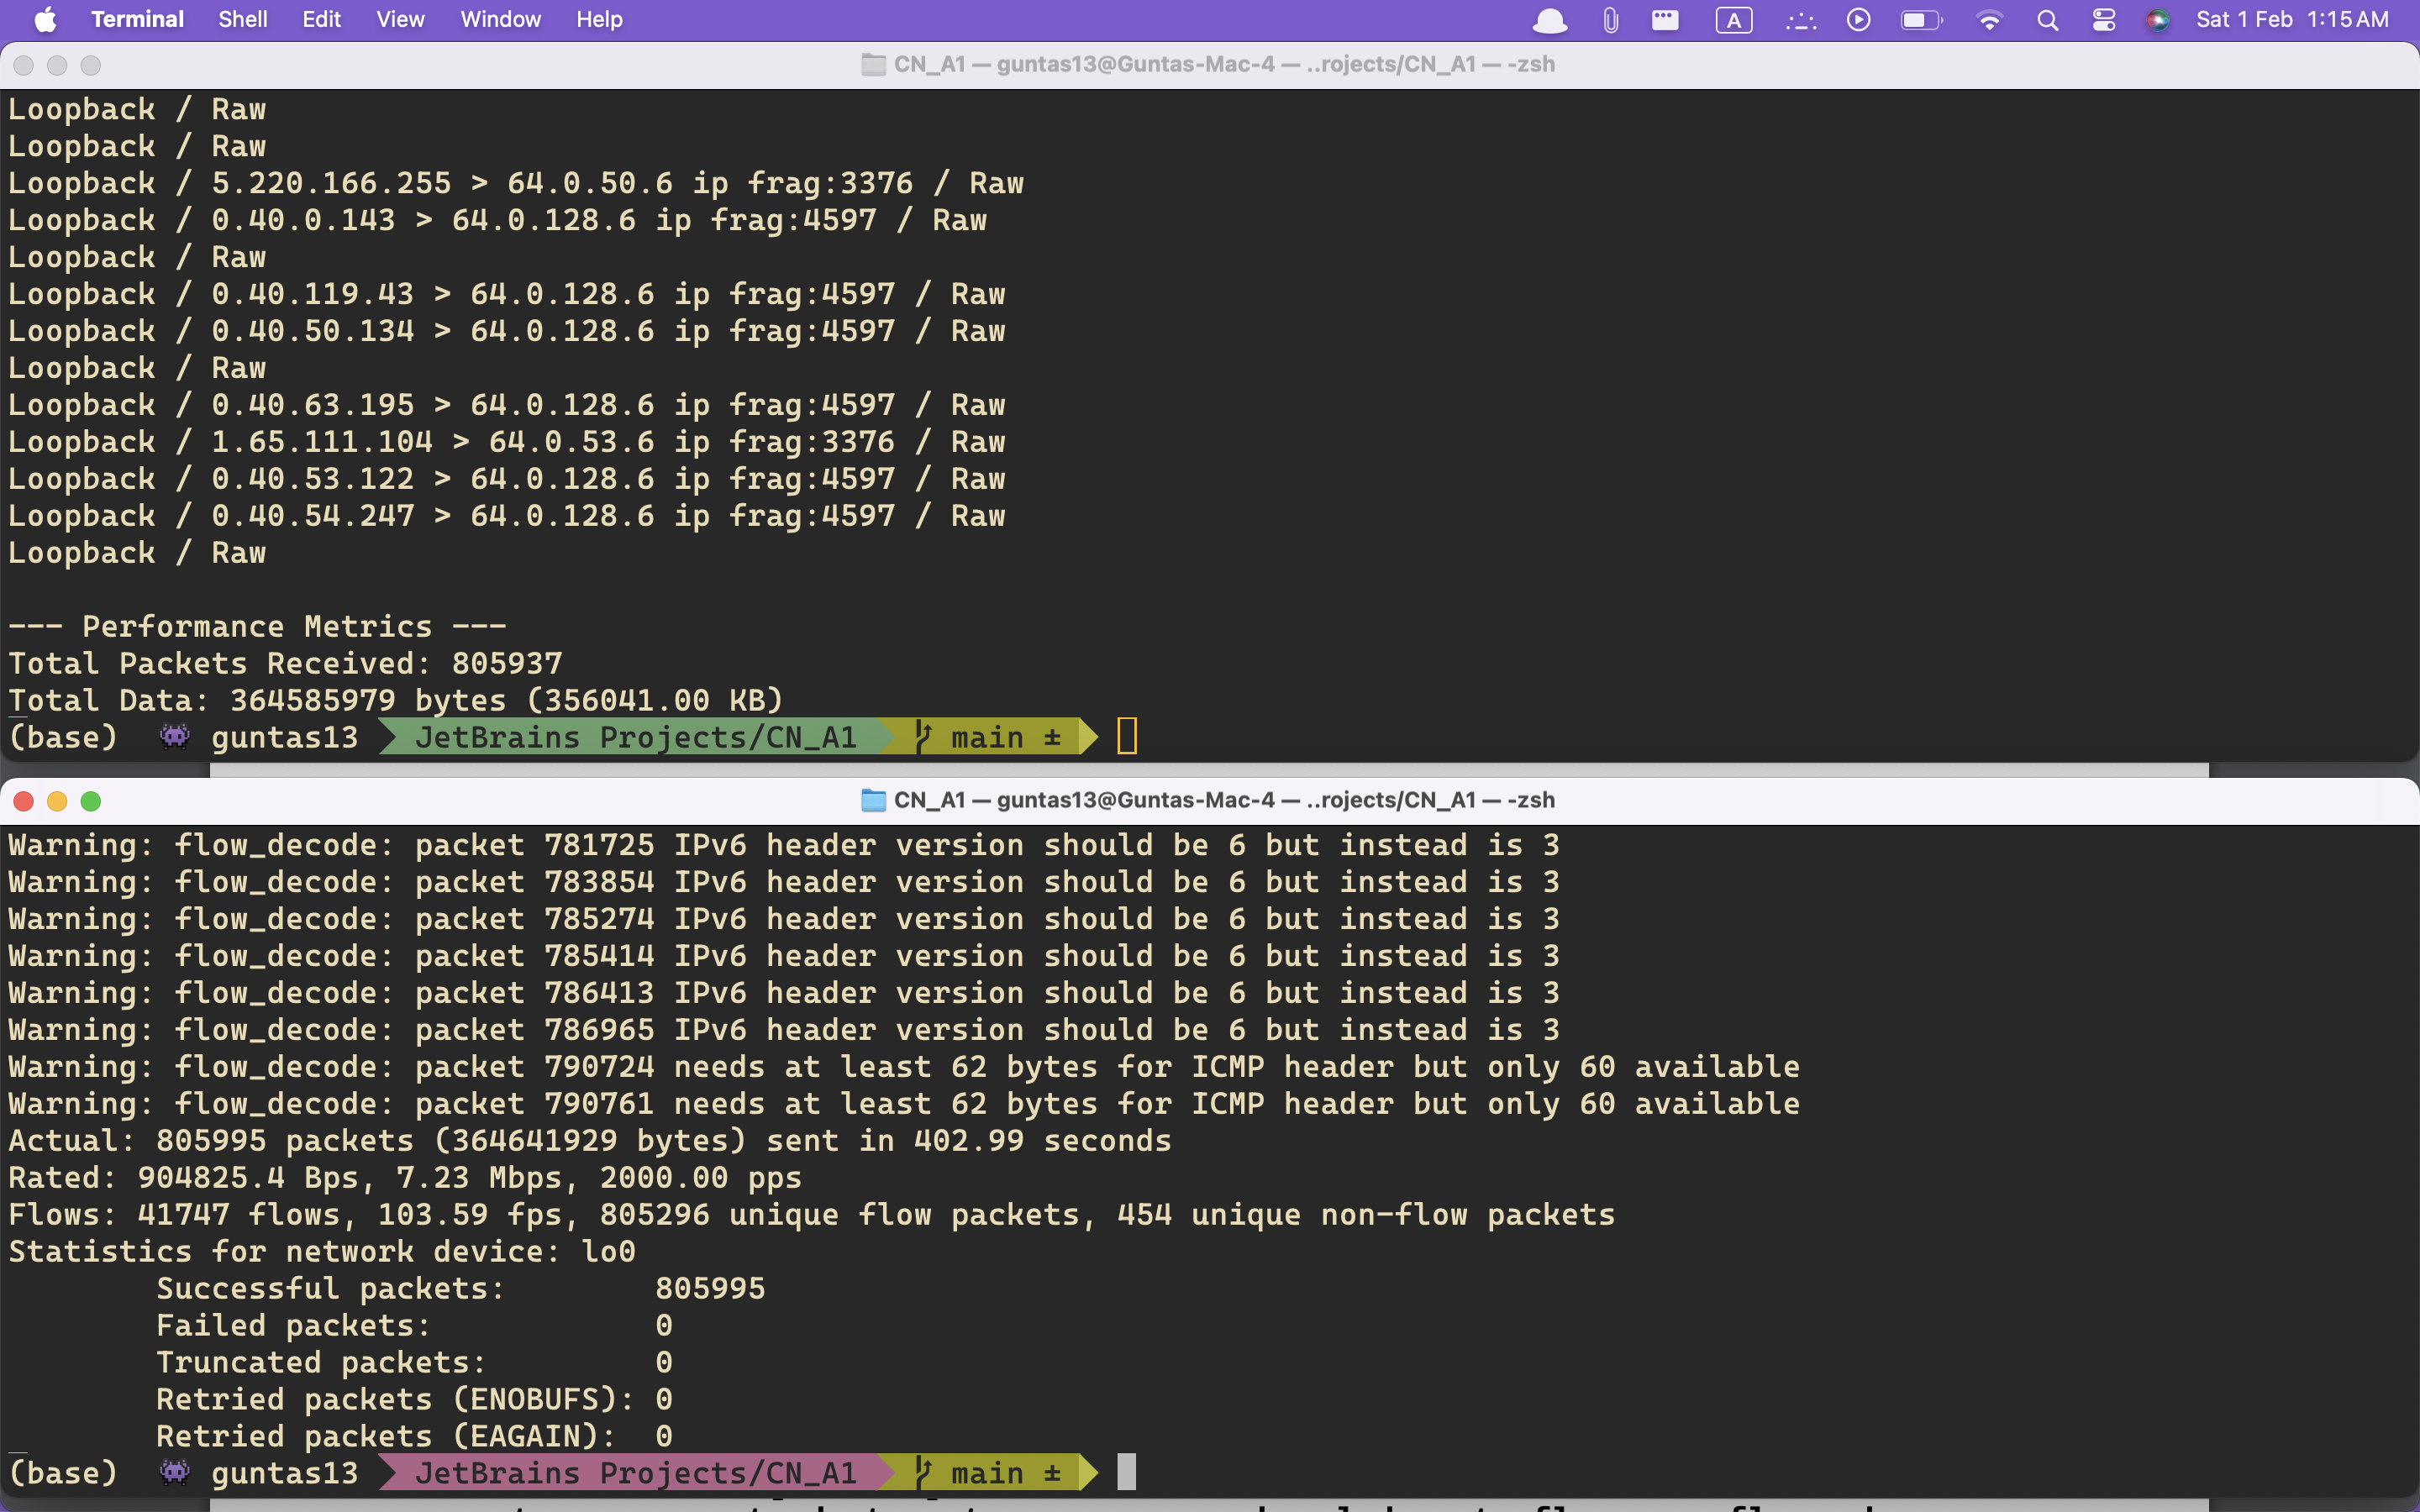 Terminal Shell Edit View Window Help A Sat 1 Feb 1:15 AM
CN_A1 — guntas13@Guntas-Mac-4 — ..rojects/CN_A1 — -zsh
Loopback / Raw
Loopback / Raw
Loopback / 5.220.166.255 > 64.0.50.6 ip frag:3376 / Raw
Loopback / 0.40.0.143 > 64.0.128.6 ip frag:4597 / Raw
Loopback / Raw
Loopback / 0.40.119.43 > 64.0.128.6 ip frag:4597 / Raw
Loopback / 0.40.50.134 > 64.0.128.6 ip frag:4597 / Raw
Loopback / Raw
Loopback / 0.40.63.195 > 64.0.128.6 ip frag:4597 / Raw
Loopback / 1.65.111.104 > 64.0.53.6 ip frag:3376 / Raw
Loopback / 0.40.53.122 > 64.0.128.6 ip frag:4597 / Raw
Loopback / 0.40.54.247 > 64.0.128.6 ip frag:4597 / Raw
Loopback / Raw
--- Performance Metrics ---
Total Packets Received: 805937
Total Data: 364585979 bytes (356041.00 KB)
(base) 👾 guntas13 JetBrains Projects/CN_A1 main ±
CN_A1 — guntas13@Guntas-Mac-4 — ..rojects/CN_A1 — -zsh
Warning: flow_decode: packet 781725 IPv6 header version should be 6 but instead is 3
Warning: flow_decode: packet 783854 IPv6 header version should be 6 but instead is 3
Warning: flow_decode: packet 785274 IPv6 header version should be 6 but instead is 3
Warning: flow_decode: packet 785414 IPv6 header version should be 6 but instead is 3
Warning: flow_decode: packet 786413 IPv6 header version should be 6 but instead is 3
Warning: flow_decode: packet 786965 IPv6 header version should be 6 but instead is 3
Warning: flow_decode: packet 790724 needs at least 62 bytes for ICMP header but only 60 available
Warning: flow_decode: packet 790761 needs at least 62 bytes for ICMP header but only 60 available
Actual: 805995 packets (364641929 bytes) sent in 402.99 seconds
Rated: 904825.4 Bps, 7.23 Mbps, 2000.00 pps
Flows: 41747 flows, 103.59 fps, 805296 unique flow packets, 454 unique non-flow packets
Statistics for network device: lo0
Successful packets: 805995
Failed packets: 0
Truncated packets: 0
Retried packets (ENOBUFS): 0
Retried packets (EAGAIN): 0
(base) 👾 guntas13 JetBrains Projects/CN_A1 main ±